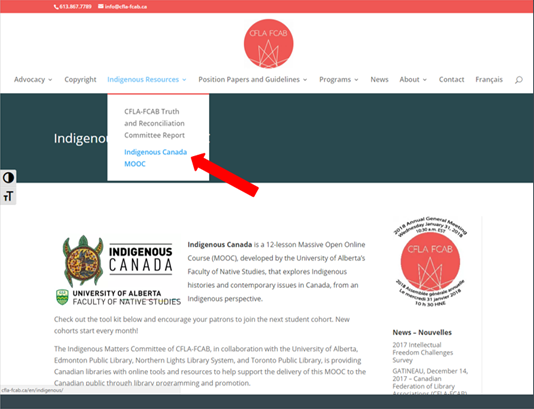 613.867.7789 info@cfla-fcab.ca
CFLA FCAB
Advocacy Copyright Indigenous Resources Position Papers and Guidelines Programs News About Contact Français
CFLA-FCAB Truth
and Reconciliation
Committee Report
Indigenous Canada
MOOC
Indigenou
INDIGENOUS
CANADA
UNIVERSITY OF ALBERTA
FACULTY OF NATIVE STUDIES
Indigenous Canada is a 12-lesson Massive Open Online
Course (MOOC), developed by the University of Alberta's
Faculty of Native Studies, that explores Indigenous
histories and contemporary issues in Canada, from an
Indigenous perspective.
Check out the tool kit below and encourage your patrons to join the next student cohort. New
cohorts start every month!
The Indigenous Matters Committee of CFLA-FCAB, in collaboration with the University of Alberta,
Edmonton Public Library, Northern Lights Library System, and Toronto Public Library, is providing
Canadian libraries with online tools and resources to help support the delivery of this MOOC to the
Canadian public through library programming and promotion.
2018 Annual General Meeting
Wednesday January 31, 2018
10:30 a.m. EST
CFLA FCAB
2018 Assemblée générale annuelle
Le mercredi 31 janvier 2018
10 h 30 HNE
News – Nouvelles
2017 Intellectual
Freedom Challenges
Survey
GATINEAU, December 14,
2017 – Canadian
Federation of Library
Associations (CFLA-FCAB)
cfla-fcab.ca/en/indigenous/